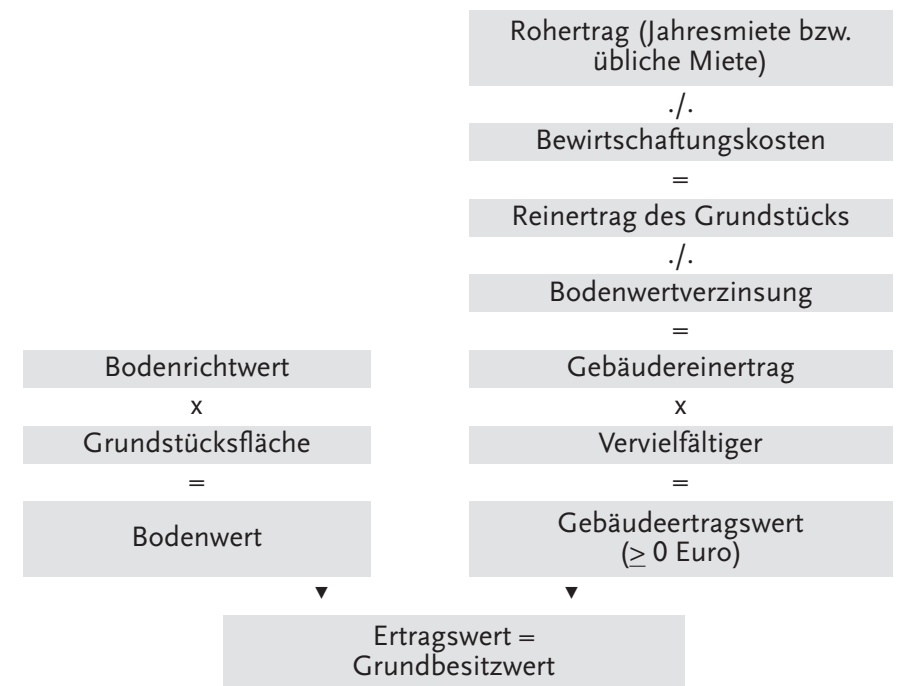 Rohertrag (Jahresmiete bzw.
übliche Miete)
./.
Bewirtschaftungskosten
=
Reinertrag des Grundstücks
./.
Bodenwertverzinsung
=
Bodenrichtwert
x
Grundstücksfläche
=
Bodenwert
Gebäudereinertrag
x
Vervielfältiger
=
Gebäudeertragswert
(≥ 0 Euro)
▼ ▼
Ertragswert =
Grundbesitzwert